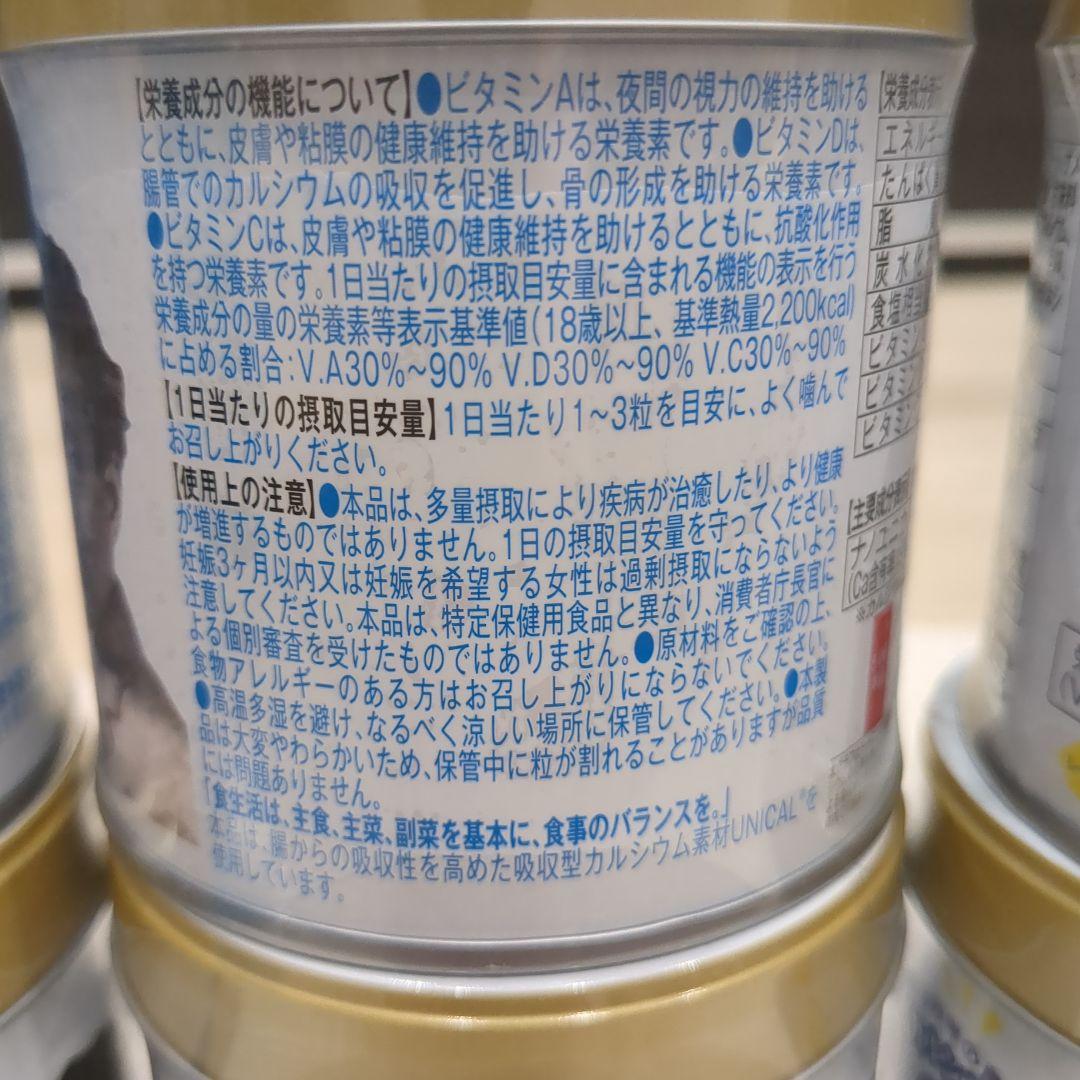 【栄養成分の機能について】●ビタミンAは、夜間の視力の維持を助ける
とともに、皮膚や粘膜の健康維持を助ける栄養素です。●ビタミンDは、
腸管でのカルシウムの吸収を促進し、骨の形成を助ける栄養素です。
●ビタミンCは、皮膚や粘膜の健康維持を助けるとともに、抗酸化作用
を持つ栄養素です。1日当たりの摂取目安量に含まれる機能の表示を行う
栄養成分の量の栄養素等表示基準値(18歳以上、基準熱量2,200kcal)
に占める割合:V.A30%~90% V.D30%~90% V.C30%~90%
【1日当たりの摂取目安量】1日当たり1~3粒を目安に、よく噛んで
お召し上がりください。
【使用上の注意】●本品は、多量摂取により疾病が治癒したり、より健康
が増進するものではありません。1日の摂取目安量を守ってください。
妊娠3ヶ月以内又は妊娠を希望する女性は過剰摂取にならないよう
注意してください。本品は、特定保健用食品と異なり、消費者庁長官に
よる個別審査を受けたものではありません。●原材料をご確認の上、
食物アレルギーのある方はお召し上がりにならないでください。
●高温多湿を避け、なるべく涼しい場所に保管してください。●本製
品は大変やわらかいため、保管中に粒が割れることがありますが品質
には問題ありません。
「食生活は、主食、主菜、副菜を基本に、食事のバランスを。」
本品は、腸からの吸収性を高めた吸収型カルシウム素材UNICAL®を
使用しています。
【栄養成分表
エネルギー
たんぱく
脂
炭水化
食塩相当
ビタミン
ビタミン
ビタミン
【主要成分
ナノユニ
(Ca含有